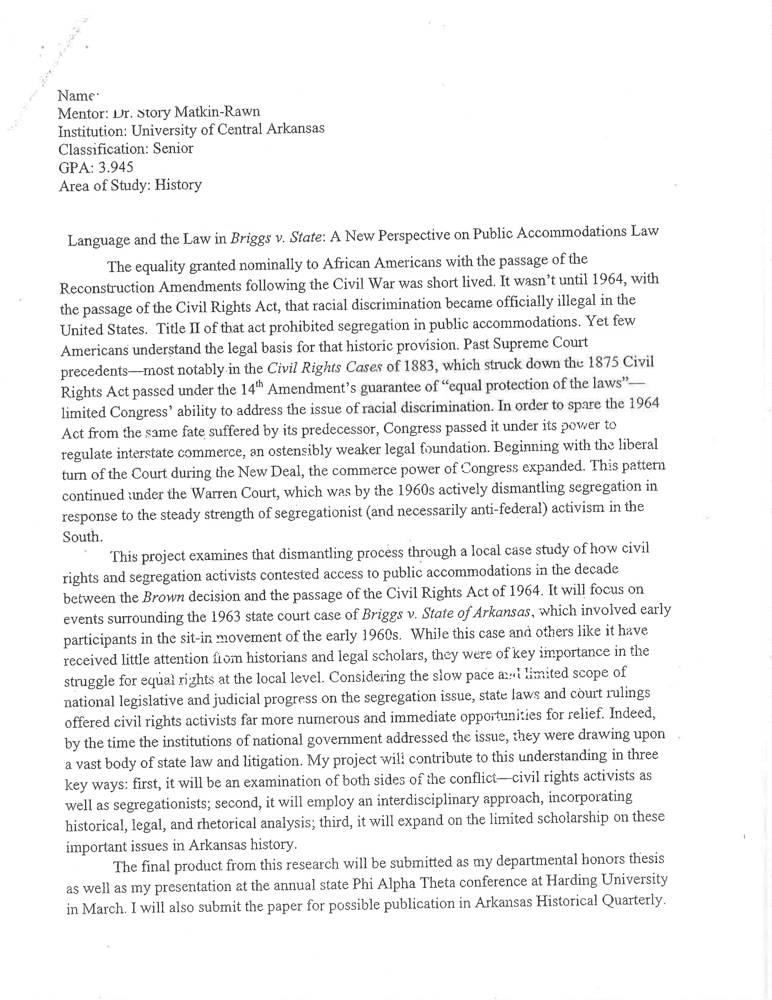 Name
Mentor: Dr. Story Matkin-Rawn
Institution: University of Central Arkansas
Classification: Senior
GPA: 3.945
Area of Study: History
Language and the Law in Briggs v. State: A New Perspective on Public Accommodations Law
The equality granted nominally to African Americans with the passage of the
Reconstruction Amendments following the Civil War was short lived. It wasn't until 1964, with
the passage of the Civil Rights Act, that racial discrimination became officially illegal in the
United States. Title II of that act prohibited segregation in public accommodations. Yet few
Americans understand the legal basis for that historic provision. Past Supreme Court
precedents—most notably in the Civil Rights Cases of 1883, which struck down the 1875 Civil
Rights Act passed under the 14th Amendment's guarantee of “equal protection of the laws”—
limited Congress' ability to address the issue of racial discrimination. In order to spare the 1964
Act from the same fate suffered by its predecessor, Congress passed it under its power to
regulate interstate commerce, an ostensibly weaker legal foundation. Beginning with the liberal
turn of the Court during the New Deal, the commerce power of Congress expanded. This pattern
continued under the Warren Court, which was by the 1960s actively dismantling segregation in
response to the steady strength of segregationist (and necessarily anti-federal) activism in the
South.
This project examines that dismantling process through a local case study of how civil
rights and segregation activists contested access to public accommodations in the decade
between the Brown decision and the passage of the Civil Rights Act of 1964. It will focus on
events surrounding the 1963 state court case of Briggs v. State of Arkansas, which involved early
participants in the sit-in movement of the early 1960s. While this case and others like it have
received little attention from historians and legal scholars, they were of key importance in the
struggle for equal rights at the local level. Considering the slow pace and limited scope of
national legislative and judicial progress on the segregation issue, state laws and court rulings
offered civil rights activists far more numerous and immediate opportunities for relief. Indeed,
by the time the institutions of national government addressed the issue, they were drawing upon
a vast body of state law and litigation. My project will contribute to this understanding in three
key ways: first, it will be an examination of both sides of the conflict—civil rights activists as
well as segregationists; second, it will employ an interdisciplinary approach, incorporating
historical, legal, and rhetorical analysis; third, it will expand on the limited scholarship on these
important issues in Arkansas history.
The final product from this research will be submitted as my departmental honors thesis
as well as my presentation at the annual state Phi Alpha Theta conference at Harding University
in March. I will also submit the paper for possible publication in Arkansas Historical Quarterly.